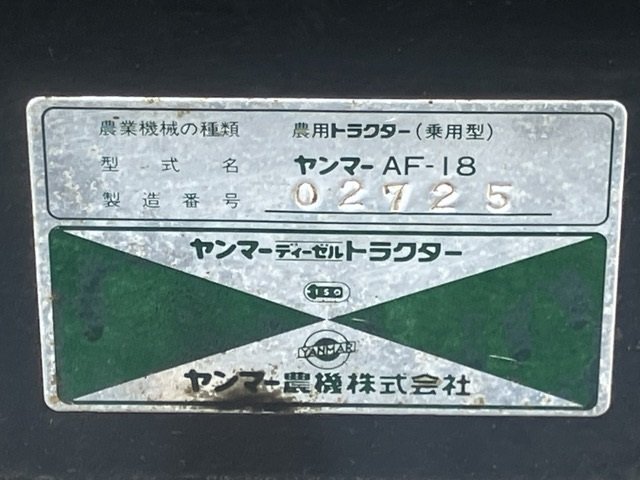 農業機械の種類 農用トラクター(乗用型)
型式名 ヤンマー AF-18
製造番号 02725
ヤンマーディーゼルトラクター
ISO
YANMAR
ヤンマー農機株式会社